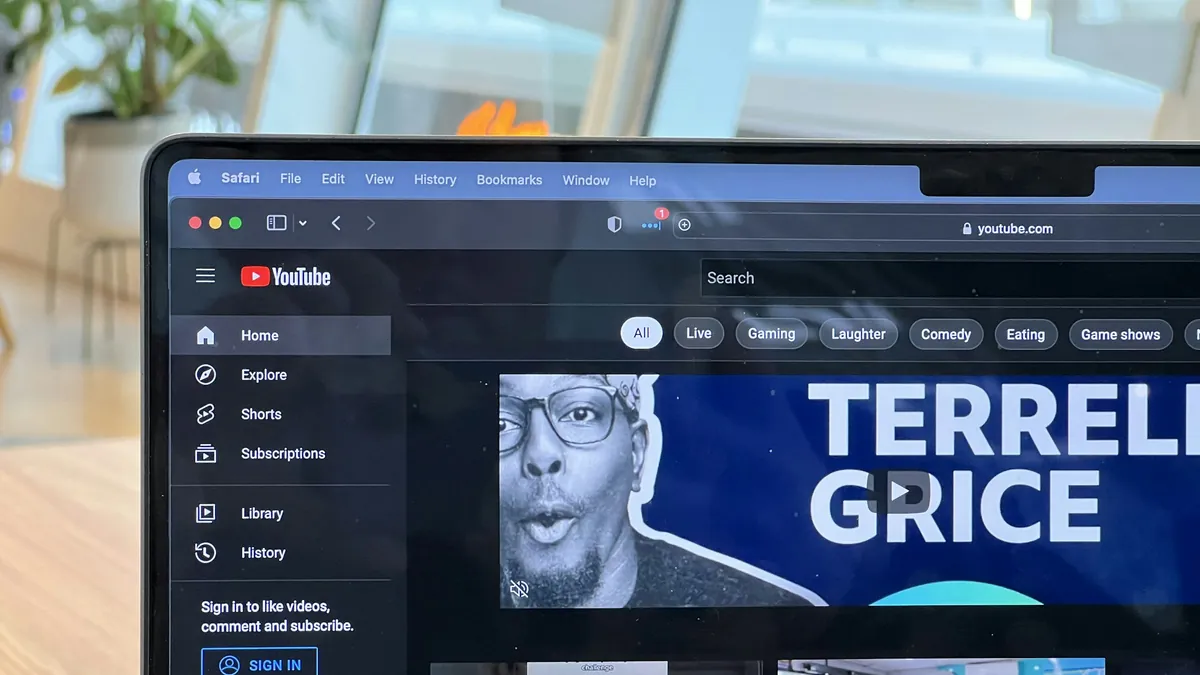 Safari File Edit View History Bookmarks Window Help
1
youtube.com
YouTube
Search
All Live Gaming Laughter Comedy Eating Game shows
Home
Explore
Shorts
Subscriptions
Library
History
Sign in to like videos,
comment and subscribe.
SIGN IN
TERRELL
GRICE
challenge